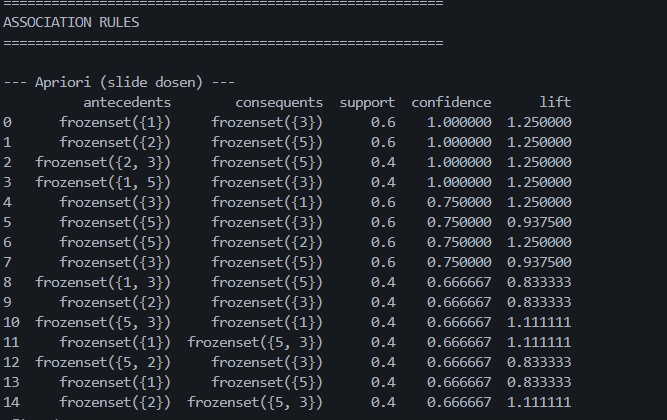 =======================================================
ASSOCIATION RULES
=======================================================
--- Apriori (slide dosen) ---
antecedents consequents support confidence lift
0 frozenset({1}) frozenset({3}) 0.6 1.000000 1.250000
1 frozenset({2}) frozenset({5}) 0.6 1.000000 1.250000
2 frozenset({2, 3}) frozenset({5}) 0.4 1.000000 1.250000
3 frozenset({1, 5}) frozenset({3}) 0.4 1.000000 1.250000
4 frozenset({3}) frozenset({1}) 0.6 0.750000 1.250000
5 frozenset({5}) frozenset({3}) 0.6 0.750000 0.937500
6 frozenset({5}) frozenset({2}) 0.6 0.750000 1.250000
7 frozenset({3}) frozenset({5}) 0.6 0.750000 0.937500
8 frozenset({1, 3}) frozenset({5}) 0.4 0.666667 0.833333
9 frozenset({2}) frozenset({3}) 0.4 0.666667 0.833333
10 frozenset({5, 3}) frozenset({1}) 0.4 0.666667 1.111111
11 frozenset({1}) frozenset({5, 3}) 0.4 0.666667 1.111111
12 frozenset({5, 2}) frozenset({3}) 0.4 0.666667 0.833333
13 frozenset({1}) frozenset({5}) 0.4 0.666667 0.833333
14 frozenset({2}) frozenset({5, 3}) 0.4 0.666667 1.111111